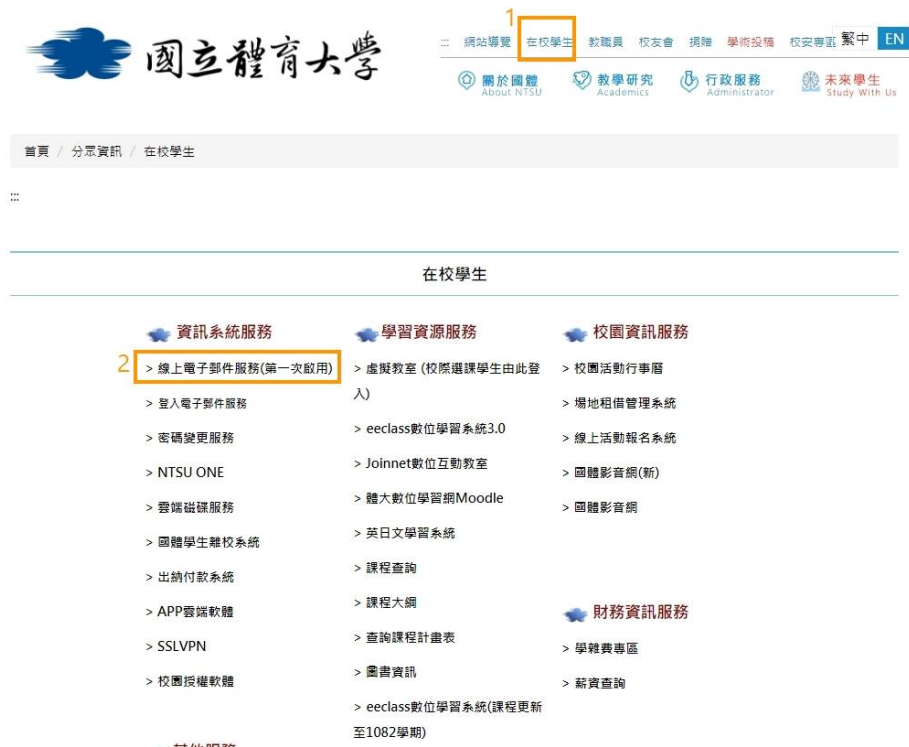 1
::: 網站導覽 在校學生 教職員 校友會 捐贈 學術投稿 校安專區 繁中 EN
國立體育大學
關於國體 教學研究 行政服務 未來學生
About NTSU Academics Administrator Study With Us
首頁 / 分眾資訊 / 在校學生
:::
在校學生
資訊系統服務
2
> 線上電子郵件服務(第一次啟用)
> 登入電子郵件服務
> 密碼變更服務
> NTSU ONE
> 雲端磁碟服務
> 國體學生離校系統
> 出納付款系統
> APP雲端軟體
> SSLVPN
> 校園授權軟體
其他服務
學習資源服務
> 虛擬教室 (校際選課學生由此登
入)
> eeclass數位學習系統3.0
> Joinnet數位互動教室
> 體大數位學習網Moodle
> 英日文學習系統
> 課程查詢
> 課程大綱
> 查詢課程計畫表
> 圖書資訊
> eeclass數位學習系統(課程更新
至1082學期)
校園資訊服務
> 校園活動行事曆
> 場地租借管理系統
> 線上活動報名系統
> 國體影音網(新)
> 國體影音網
財務資訊服務
> 學雜費專區
> 薪資查詢